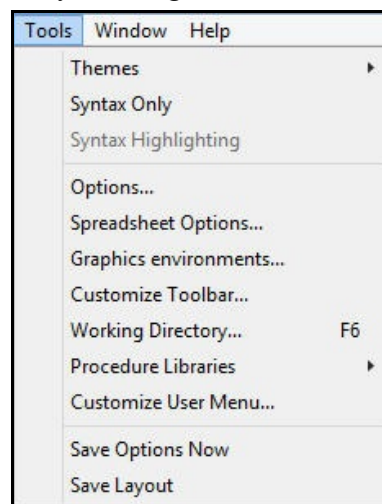 Tools Window Help
Themes
Syntax Only
Syntax Highlighting
Options...
Spreadsheet Options...
Graphics environments...
Customize Toolbar...
Working Directory... F6
Procedure Libraries
Customize User Menu...
Save Options Now
Save Layout